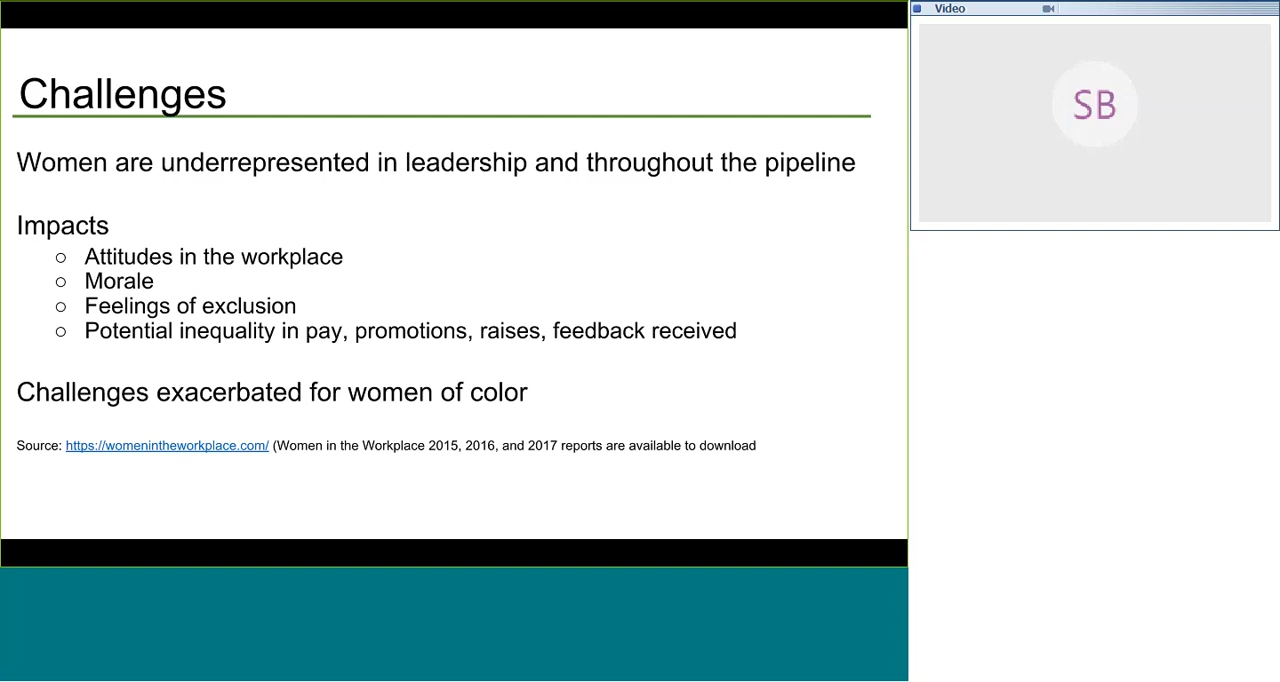 Challenges
Women are underrepresented in leadership and throughout the pipeline
Impacts
○ Attitudes in the workplace
○ Morale
○ Feelings of exclusion
○ Potential inequality in pay, promotions, raises, feedback received
Challenges exacerbated for women of color
Source: https://womenintheworkplace.com/ (Women in the Workplace 2015, 2016, and 2017 reports are available to download
Video
SB